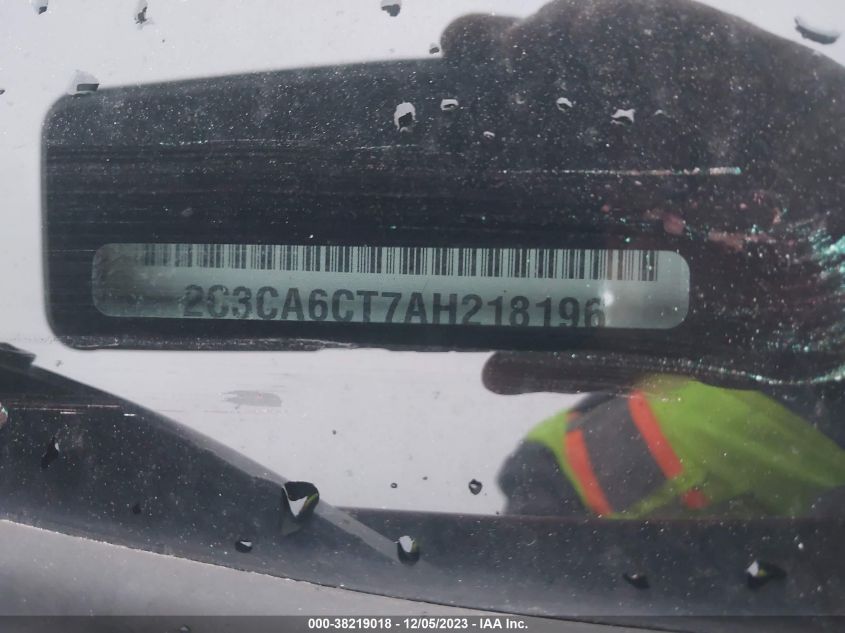 2C3CA6CT7AH218196
000-38219018 - 12/05/2023 - IAA Inc.